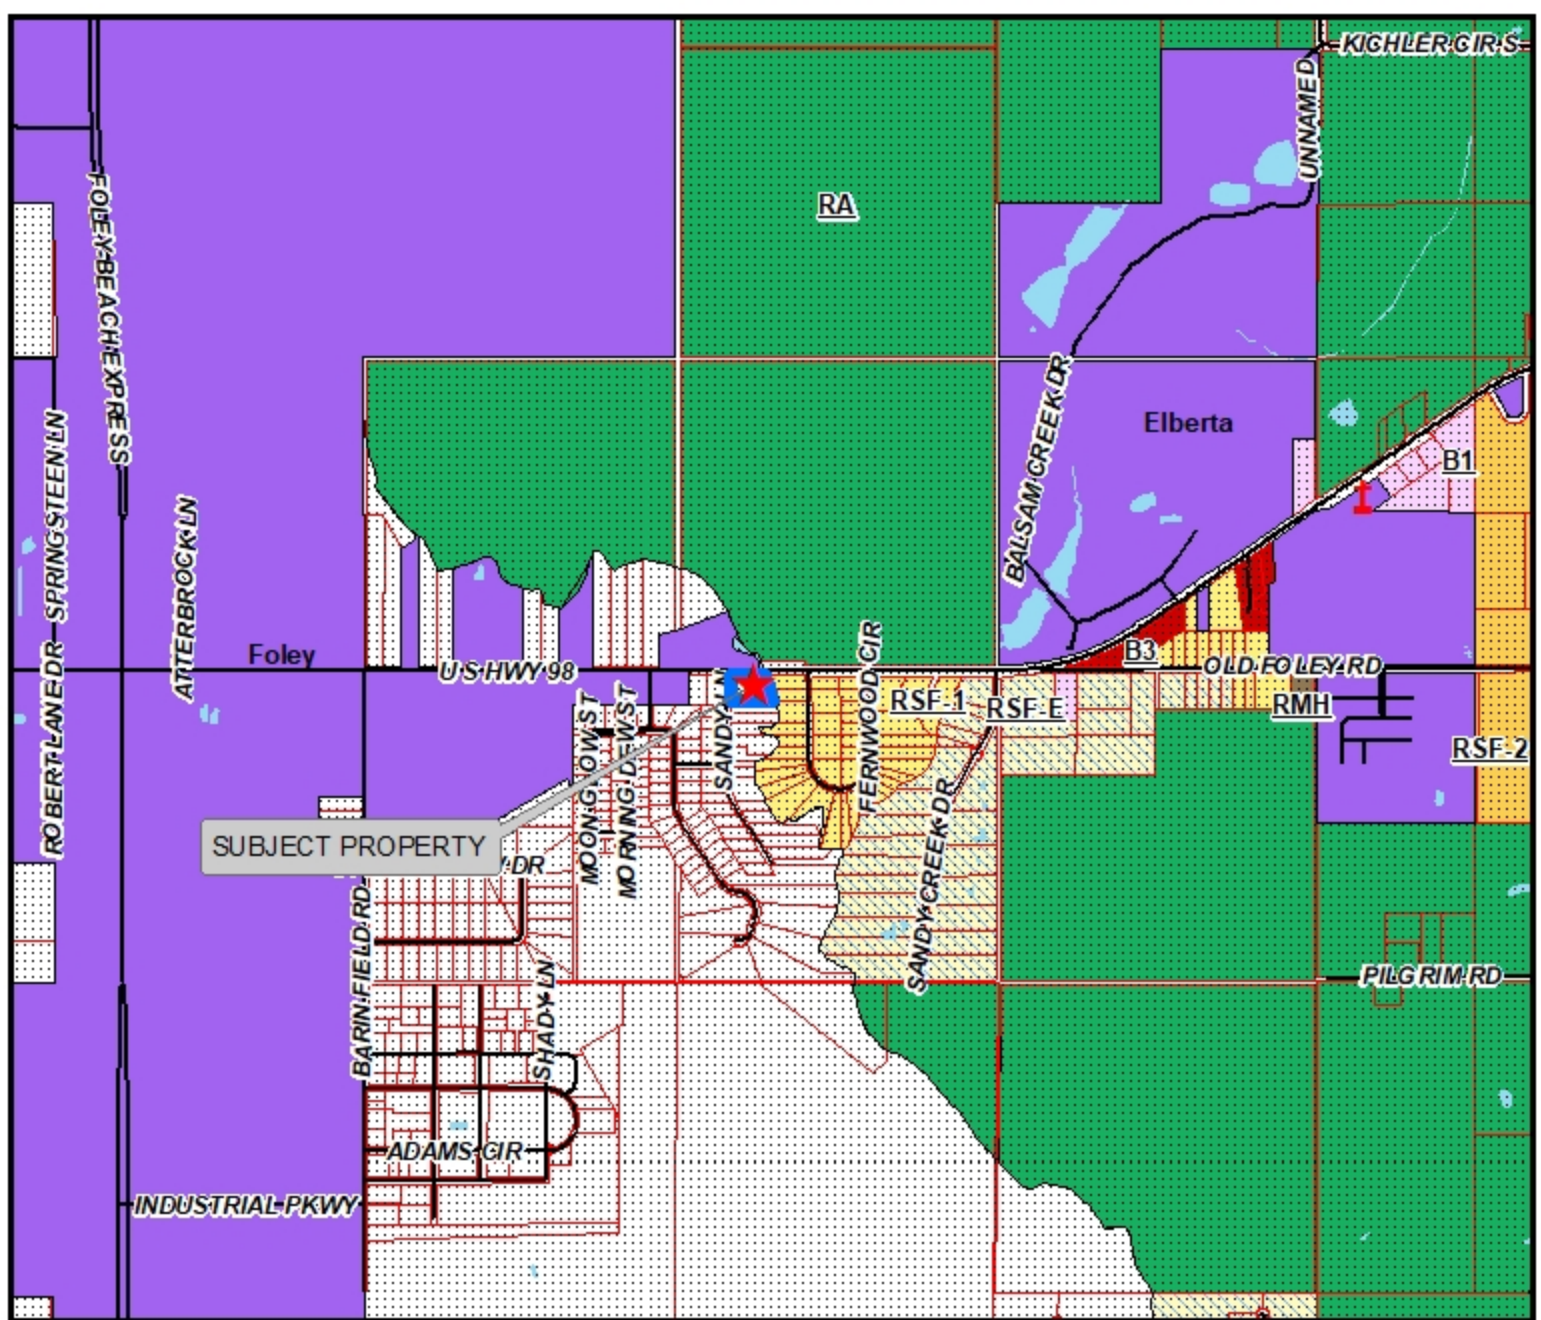 KICHLER CIR S
UNNAMED
RA
FOLEY BEACH EXPRESS
BALSAM CREEK DR
Elberta
B1
ROBERT LANE DR
SPRINGSTEEN LN
ATTERBROCK LN
Foley
U S HWY 98
B3
OLD FOLEY RD
FERNWOOD CIR
RSF-1
RSF-E
RMH
RSF-2
MOONGLOW ST
MORNING DEW ST
SANDY LN
SANDY CREEK DR
SUBJECT PROPERTY
DR
BARIN FIELD RD
SHADY LN
PILGRIM RD
ADAMS CIR
INDUSTRIAL PKWY